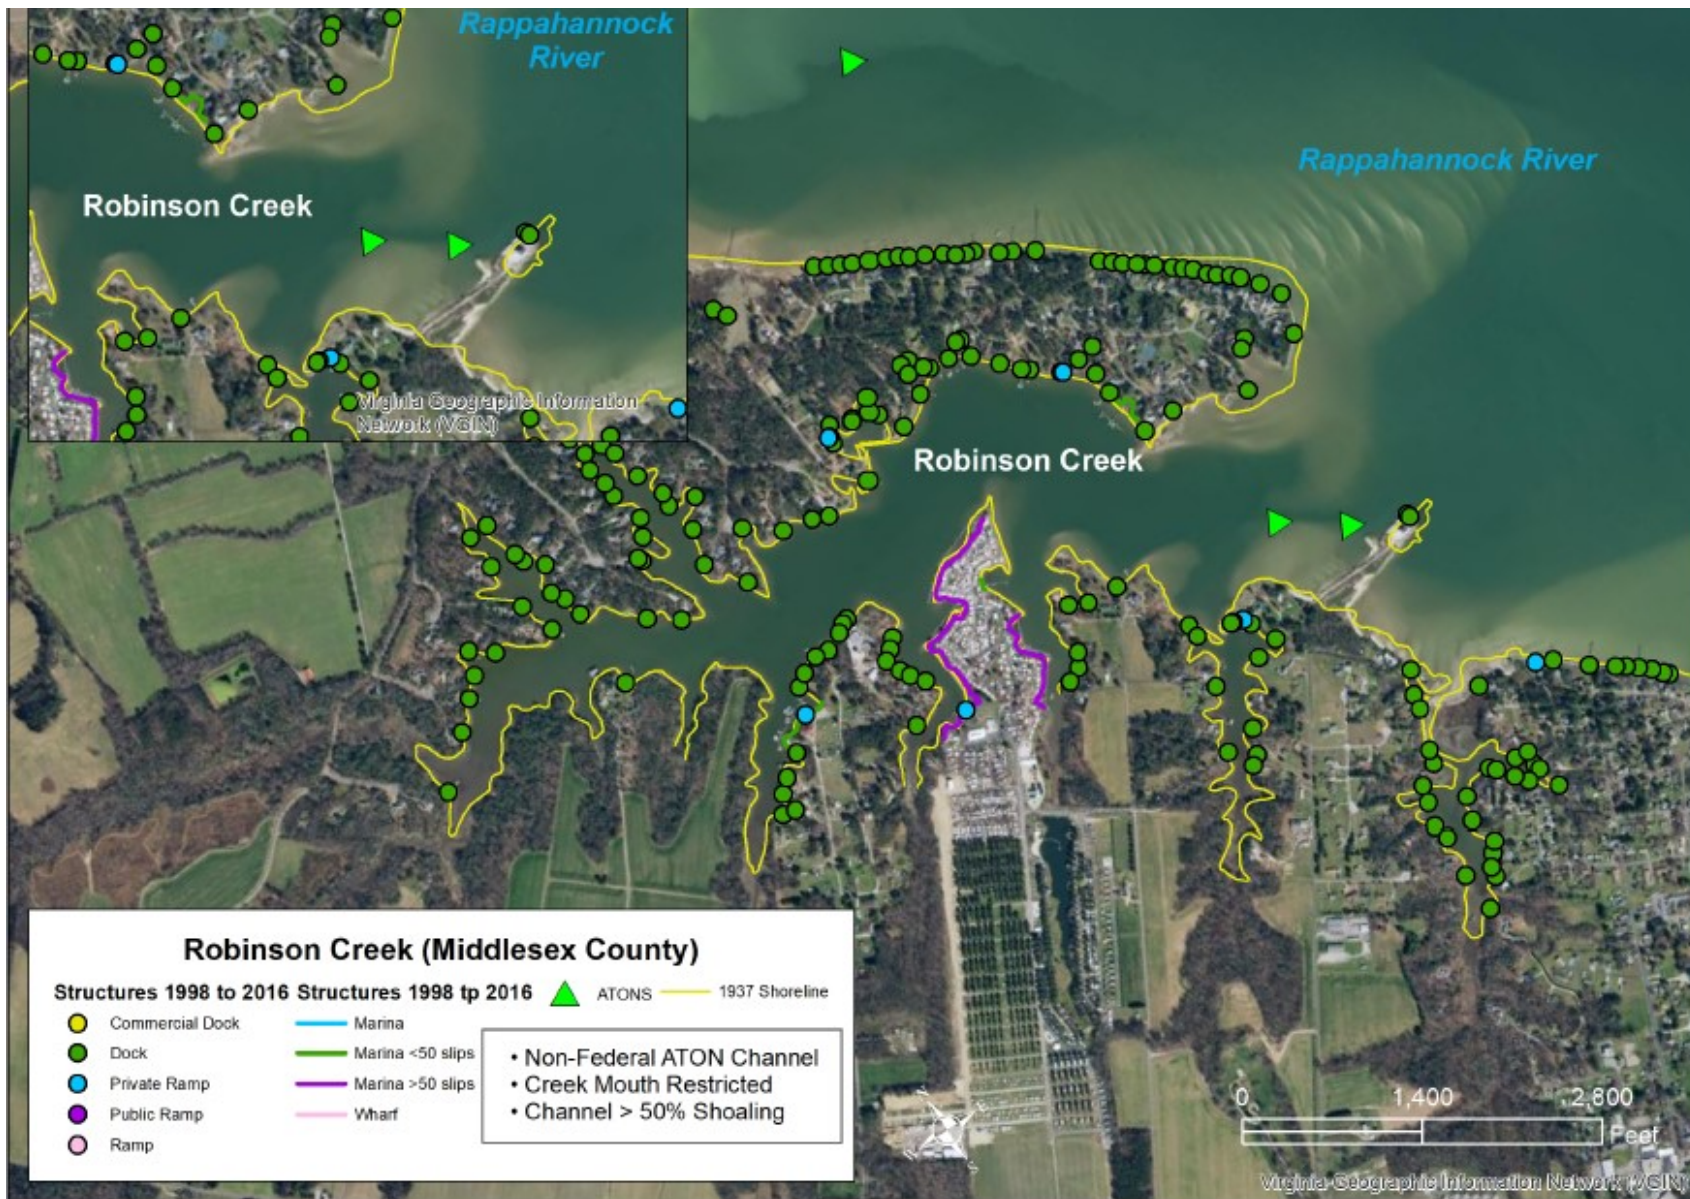 Rappahannock
River
Rappahannock River
Robinson Creek
Virginia Geographic Information
Network (VGIN)
Robinson Creek
Robinson Creek (Middlesex County)
Structures 1998 to 2016 Structures 1998 tp 2016 ATONS 1937 Shoreline
Commercial Dock Marina
Dock Marina <50 slips
Private Ramp Marina >50 slips
Public Ramp Wharf
Ramp
• Non-Federal ATON Channel
• Creek Mouth Restricted
• Channel > 50% Shoaling
0 1,400 2,800
Feet
Virginia Geographic Information Network (VGIN)